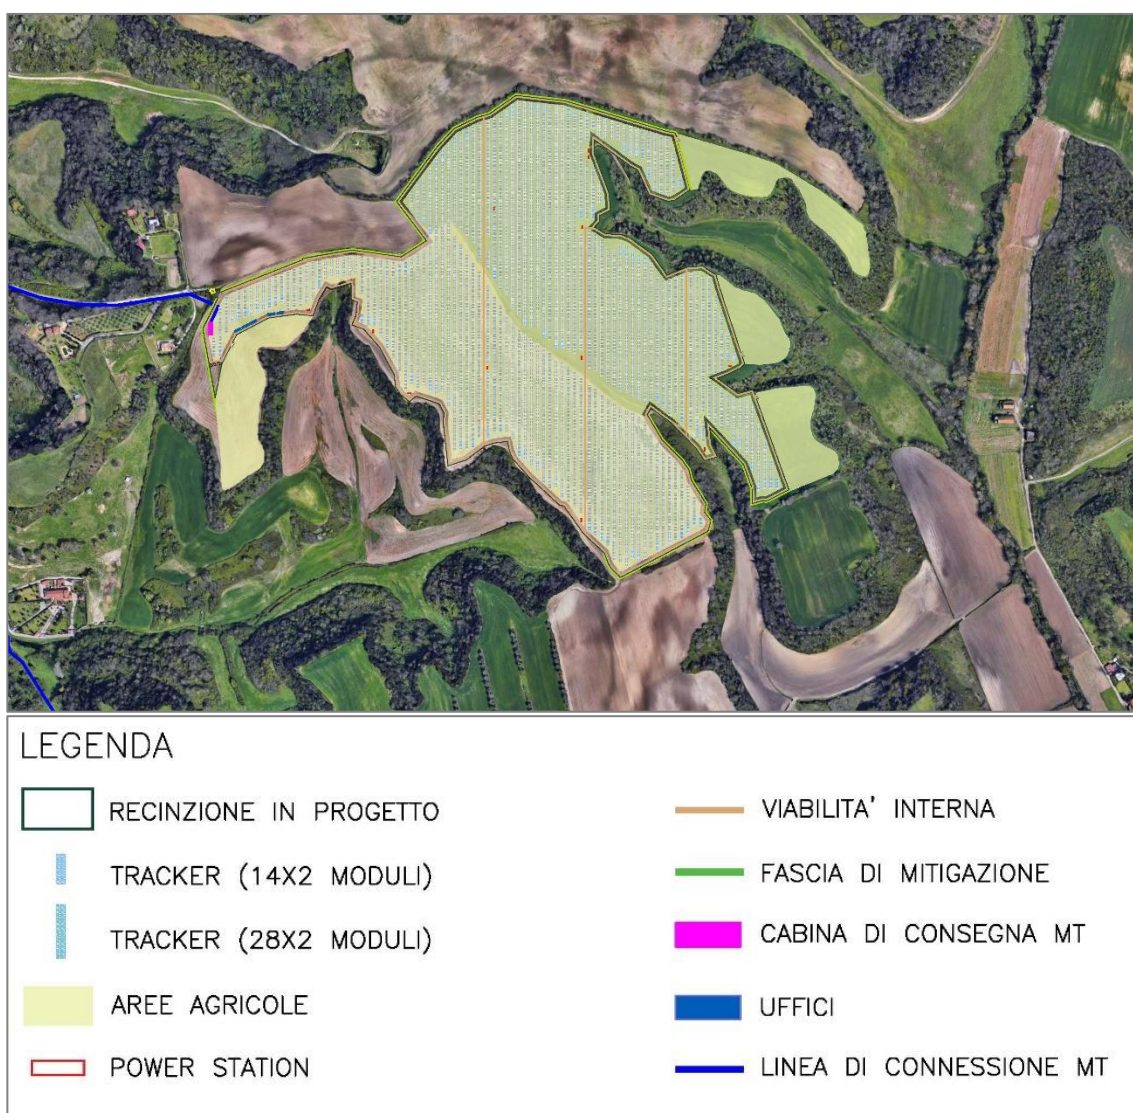 LEGENDA
RECINZIONE IN PROGETTO
TRACKER (14X2 MODULI)
TRACKER (28X2 MODULI)
AREE AGRICOLE
POWER STATION
VIABILITA' INTERNA
FASCIA DI MITIGAZIONE
CABINA DI CONSEGNA MT
UFFICI
LINEA DI CONNESSIONE MT